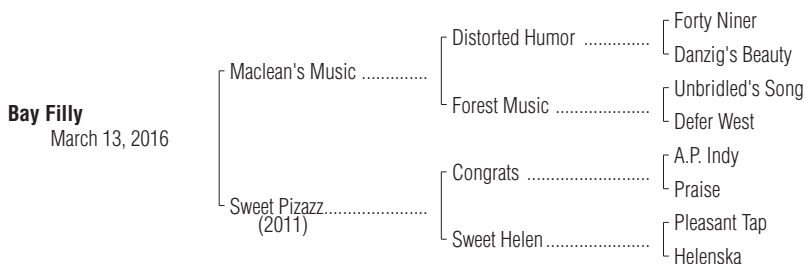 Forty Niner
Distorted Humor ..............
Danzig's Beauty
Maclean's Music ..............
Unbridled's Song
Forest Music ....................
Defer West
Bay Filly
March 13, 2016
A.P. Indy
Congrats ..........................
Praise
Sweet Pizazz......................
(2011)
Pleasant Tap
Sweet Helen......................
Helenska